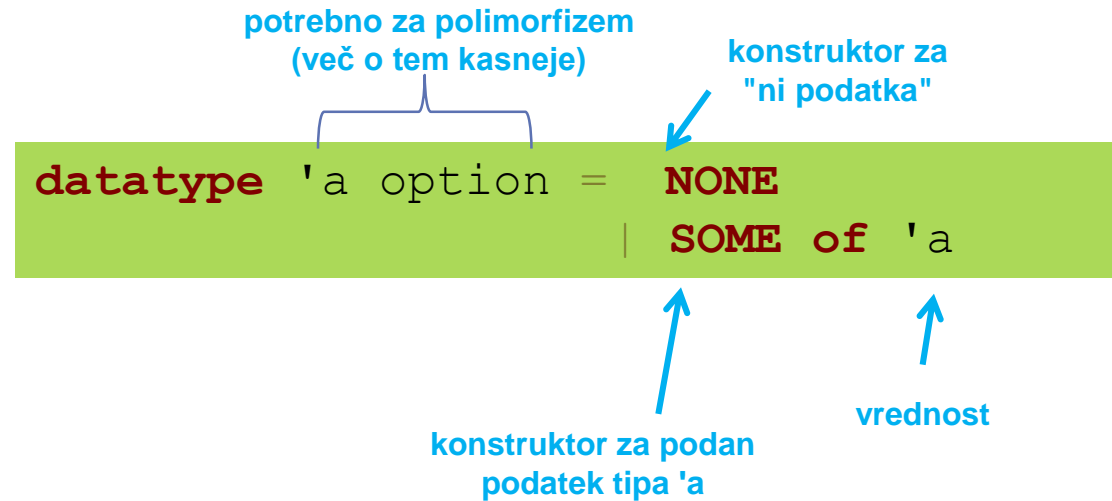 potrebno za polimorfizem
(več o tem kasneje)
konstruktor za
"ni podatka"
datatype 'a option = NONE
| SOME of 'a
vrednost
konstruktor za podan
podatek tipa 'a